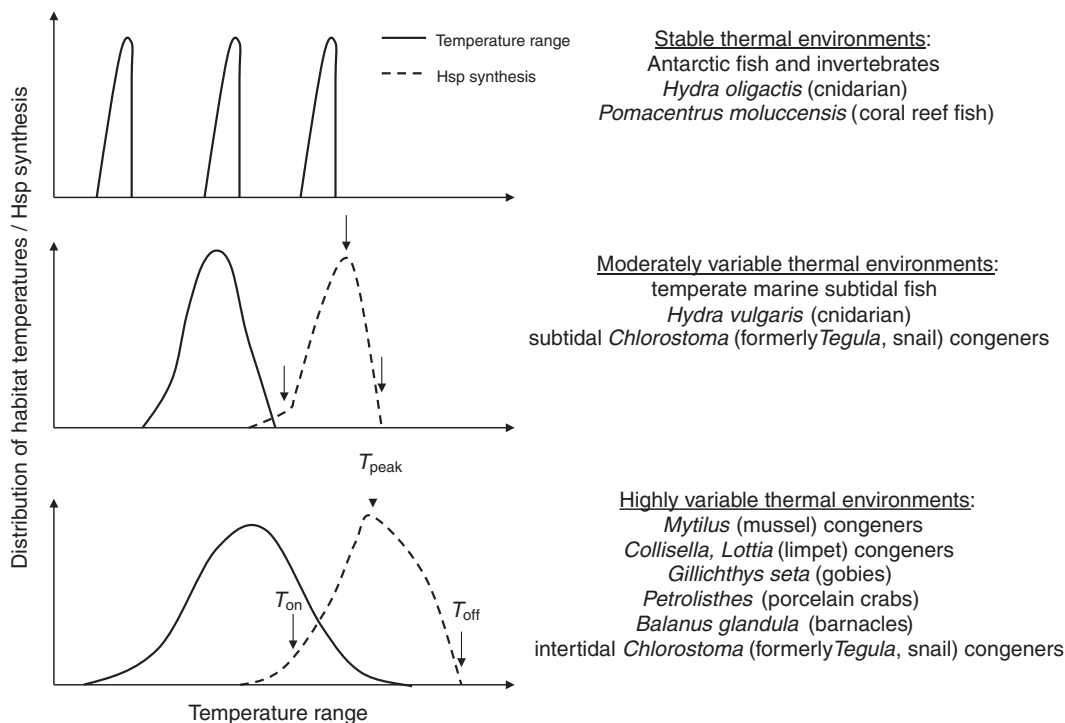 Distribution of habitat temperatures / Hsp synthesis
Temperature range
Hsp synthesis
Stable thermal environments:
Antarctic fish and invertebrates
Hydra oligactis (cnidarian)
Pomacentrus moluccensis (coral reef fish)
Moderately variable thermal environments:
temperate marine subtidal fish
Hydra vulgaris (cnidarian)
subtidal Chlorostoma (formerlyTegula, snail) congeners
Tpeak
Ton
Toff
Highly variable thermal environments:
Mytilus (mussel) congeners
Collisella, Lottia (limpet) congeners
Gillichthys seta (gobies)
Petrolisthes (porcelain crabs)
Balanus glandula (barnacles)
intertidal Chlorostoma (formerlyTegula, snail) congeners
Temperature range